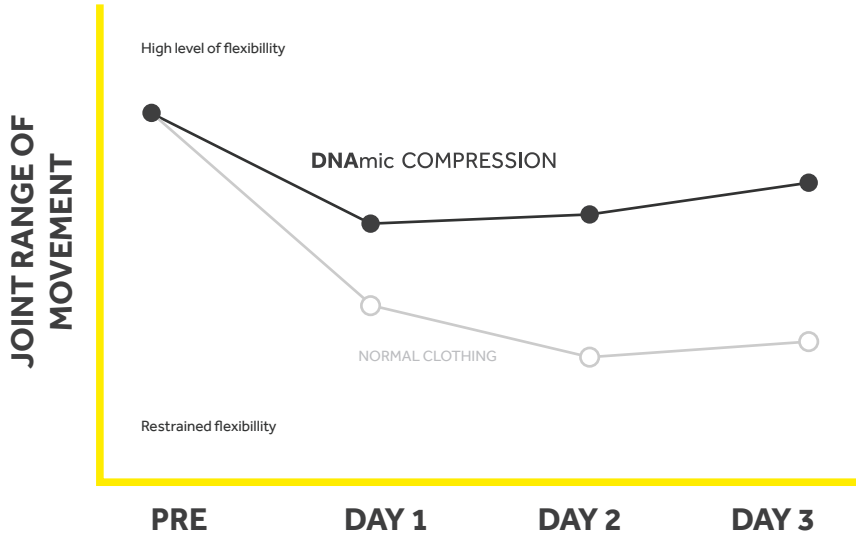 High level of flexibillity
JOINT RANGE OF
MOVEMENT
DNAmic COMPRESSION
NORMAL CLOTHING
Restrained flexibillity
PRE DAY 1 DAY 2 DAY 3